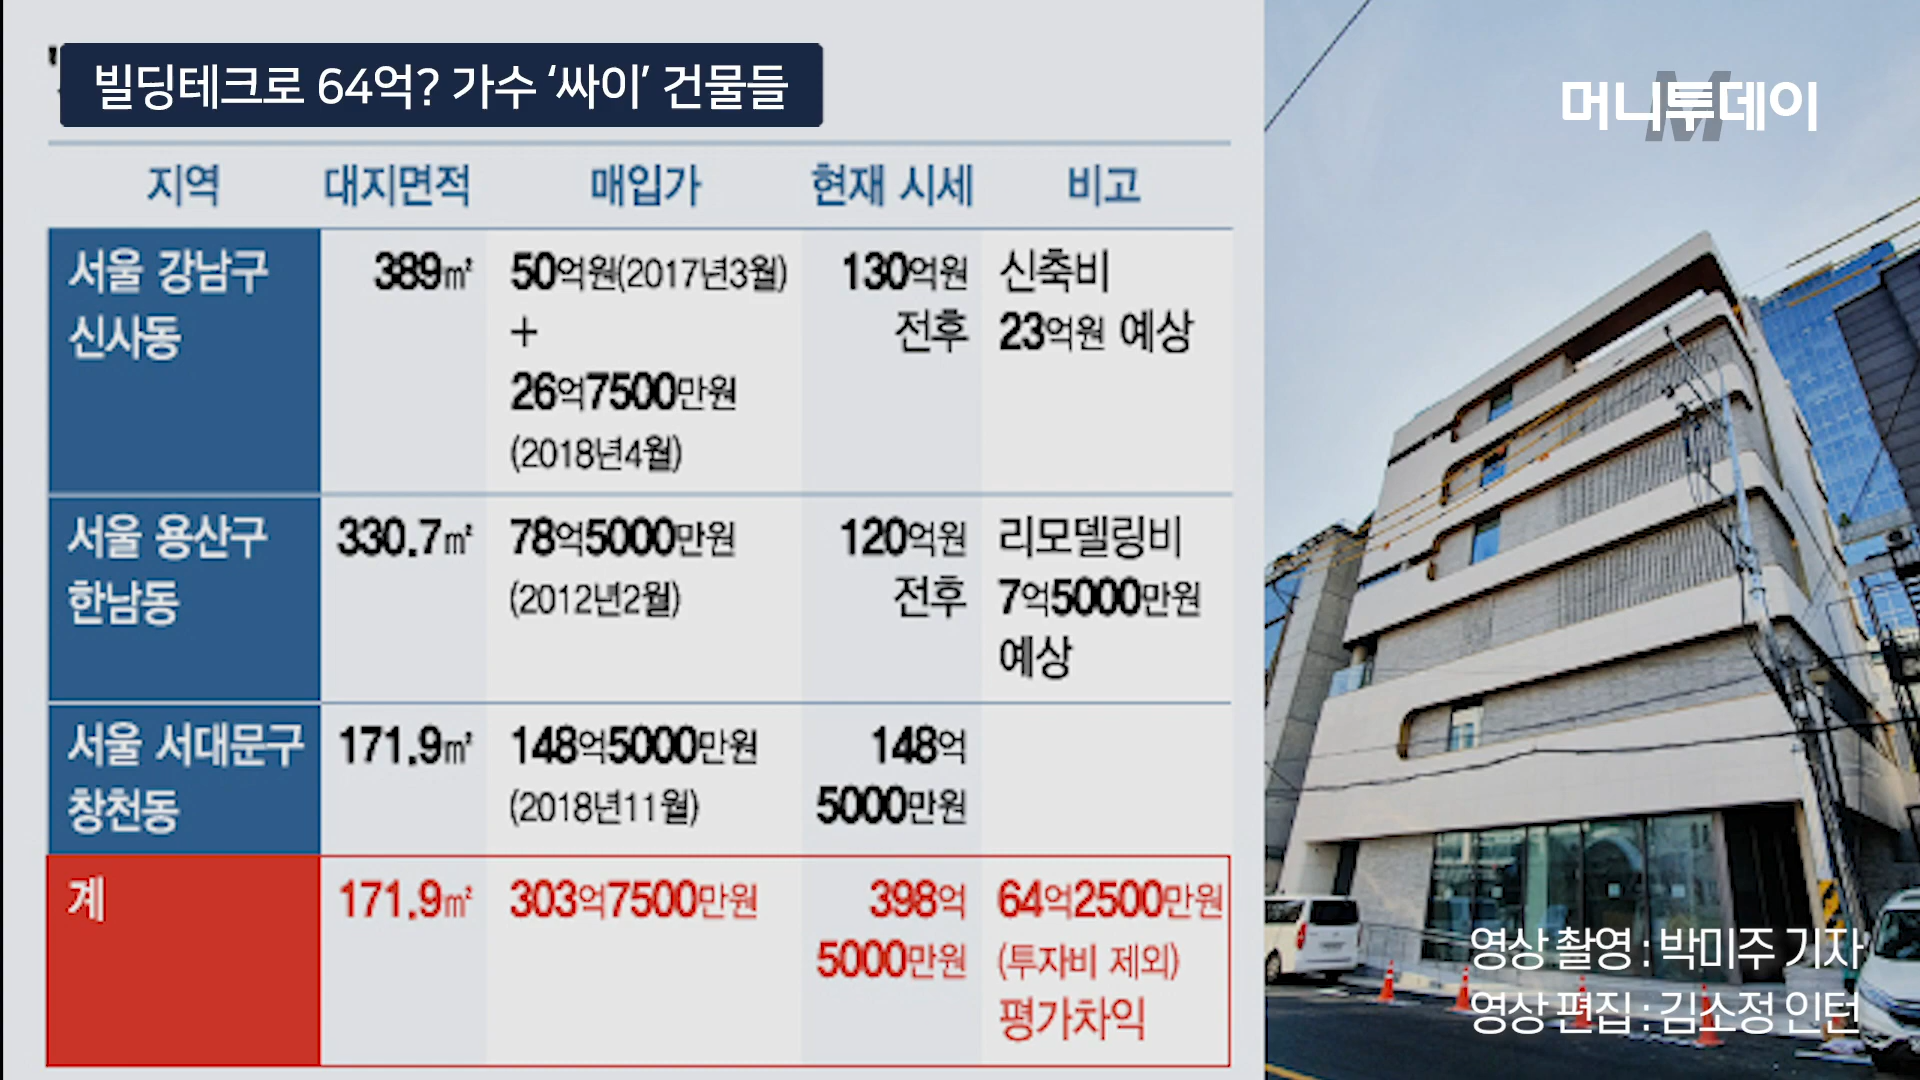 빌딩테크로 64억? 가수 ‘싸이’ 건물들
머니투데이
지역 대지면적 매입가 현재 시세 비고
서울 강남구 389㎡ 50억원(2017년3월) 130억원 신축비
신사동 + 전후 23억원 예상
26억7500만원
(2018년4월)
서울 용산구 330.7㎡ 78억5000만원 120억원 리모델링비
한남동 (2012년2월) 전후 7억5000만원
예상
서울 서대문구 171.9㎡ 148억5000만원 148억
창천동 (2018년11월) 5000만원
계 171.9㎡ 303억7500만원 398억 64억2500만원
5000만원 (투자비 제외)
평가차익
영상 촬영 : 박미주 기자
영상 편집 : 김소정 인턴